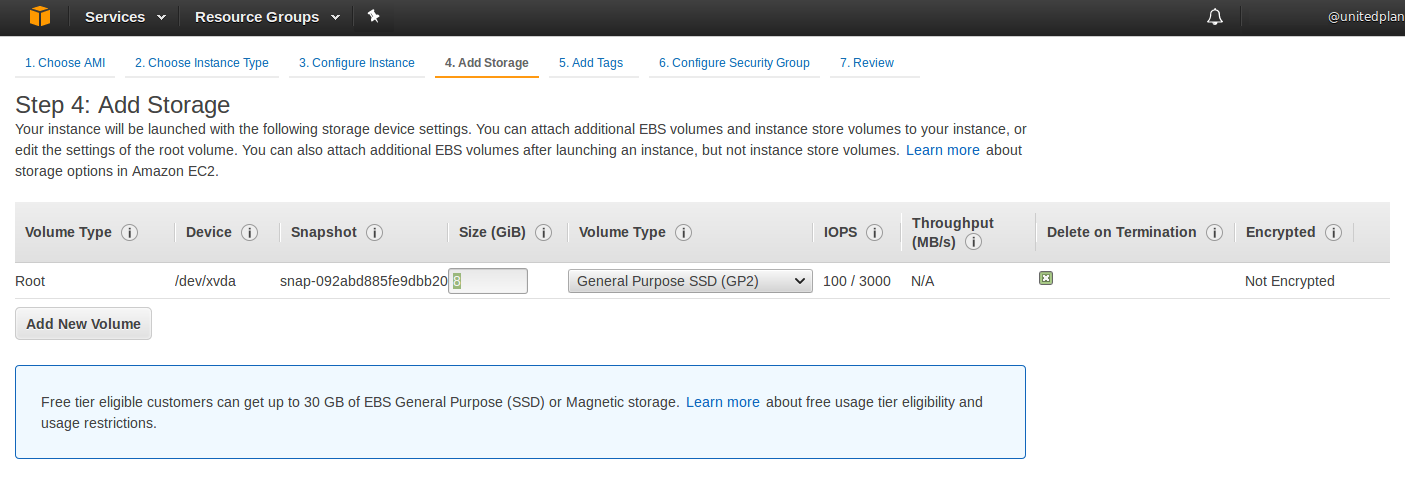 Services Resource Groups @unitedplan
1. Choose AMI 2. Choose Instance Type 3. Configure Instance 4. Add Storage 5. Add Tags 6. Configure Security Group 7. Review
Step 4: Add Storage
Your instance will be launched with the following storage device settings. You can attach additional EBS volumes and instance store volumes to your instance, or
edit the settings of the root volume. You can also attach additional EBS volumes after launching an instance, but not instance store volumes. Learn more about
storage options in Amazon EC2.
Volume Type i Device i Snapshot i Size (GiB) i Volume Type i IOPS i Throughput
(MB/s) i Delete on Termination i Encrypted i
Root /dev/xvda snap-092abd885fe9dbb20 8 General Purpose SSD (GP2) 100 / 3000 N/A Not Encrypted
Add New Volume
Free tier eligible customers can get up to 30 GB of EBS General Purpose (SSD) or Magnetic storage. Learn more about free usage tier eligibility and
usage restrictions.